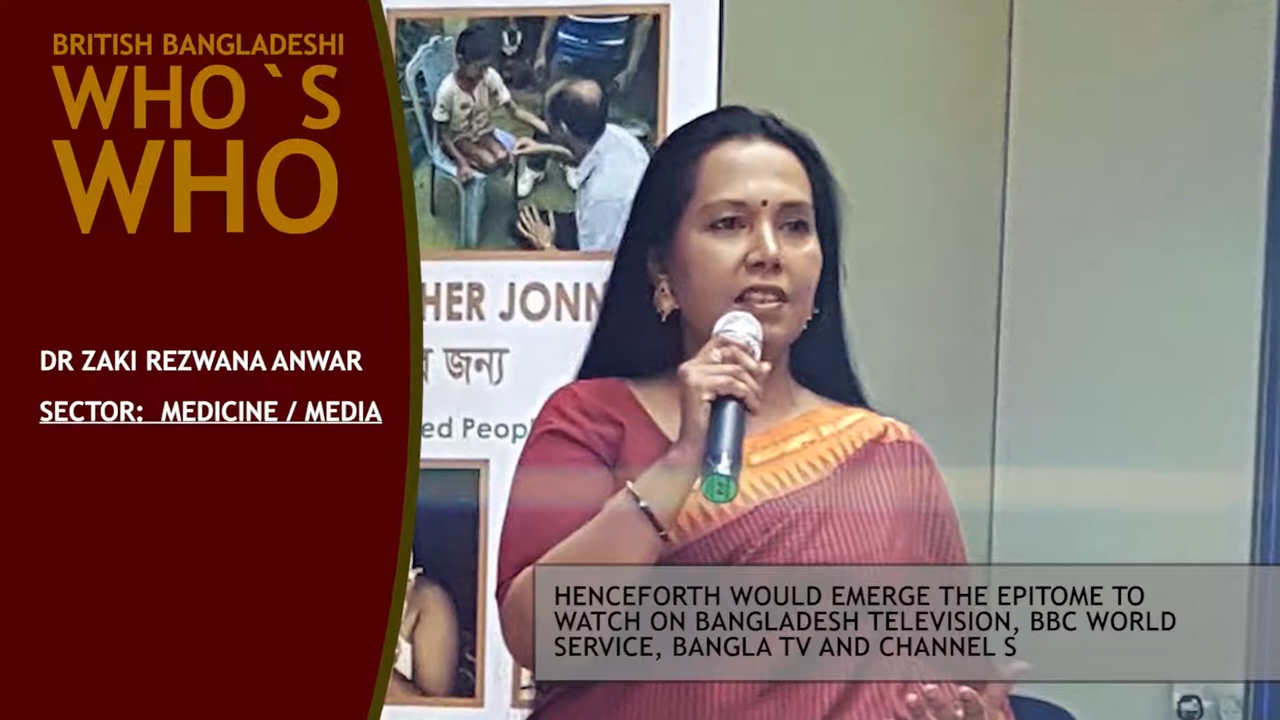 BRITISH BANGLADESHI
WHO`S
WHO
DR ZAKI REZWANA ANWAR
SECTOR: MEDICINE / MEDIA
HER JONN
জন্য
ed Peop
HENCEFORTH WOULD EMERGE THE EPITOME TO
WATCH ON BANGLADESH TELEVISION, BBC WORLD
SERVICE, BANGLA TV AND CHANNEL S